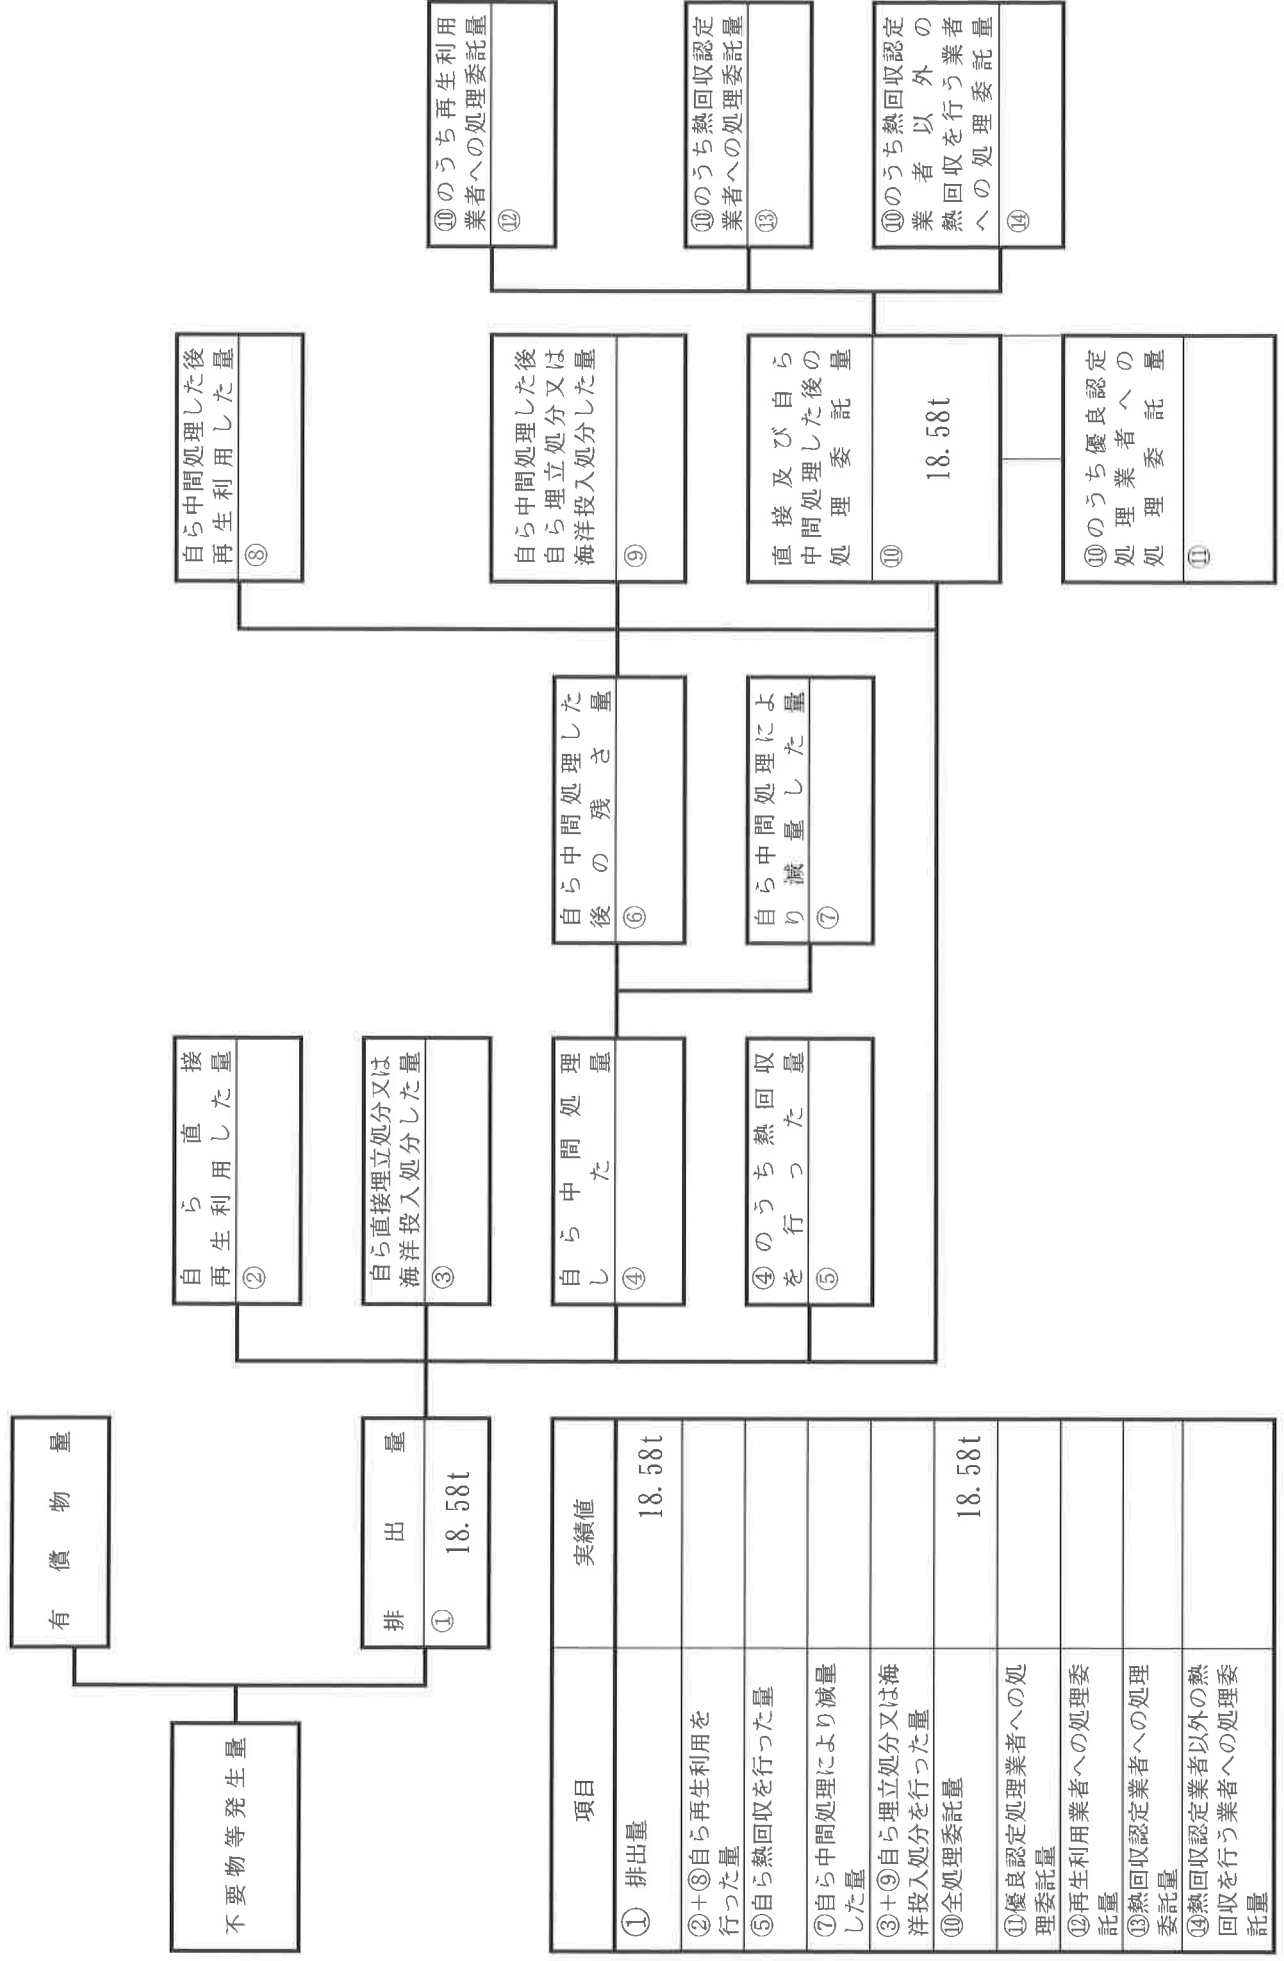 不要物等発生量
有償物量
排出量
① 18.58t
自ら直接
再生利用した量
②
自ら直接埋立処分又は
海洋投入処分した量
③
自ら中間処理
した量
④
④のうち熱回収
を行った量
⑤
自ら中間処理した
後の残さ量
⑥
自ら中間処理によ
り減量した量
⑦
自ら中間処理した後
再生利用した量
⑧
自ら中間処理した後
自ら埋立処分又は
海洋投入処分した量
⑨
直接及び自ら
中間処理した後の
処理委託量
⑩
18.58t
⑩のうち優良認定
処理業者への
処理委託量
⑪
⑩のうち再生利用
業者への処理委託量
⑫
⑩のうち熱回収認定
業者への処理委託量
⑬
⑩のうち熱回収認定
業者以外の
熱回収を行う業者
への処理委託量
⑭
項目 実績値
① 排出量 18.58t
②＋⑧自ら再生利用を
行った量
⑤自ら熱回収を行った量
⑦自ら中間処理により減量
した量
③＋⑨自ら埋立処分又は海
洋投入処分を行った量
⑩全処理委託量 18.58t
⑪優良認定処理業者への処
理委託量
⑫再生利用業者への処理委
託量
⑬熱回収認定業者への処理
委託量
⑭熱回収認定業者以外の熱
回収を行う業者への処理委
託量